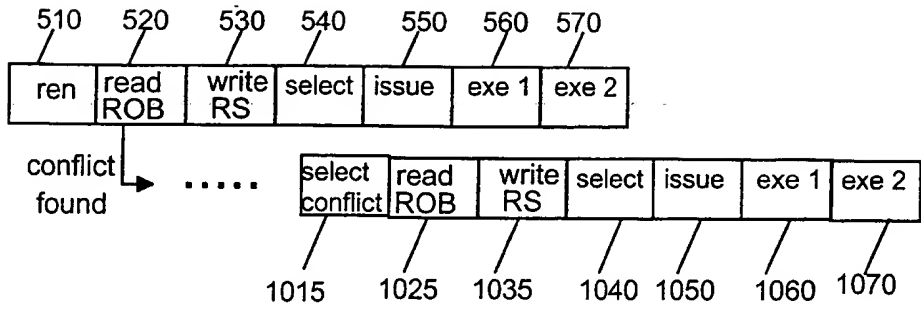 510 520 530 540 550 560 570
ren read write select issue exe 1 exe 2
ROB RS
conflict
found
.....
select read write select issue exe 1 exe 2
conflict ROB RS
1015 1025 1035 1040 1050 1060 1070